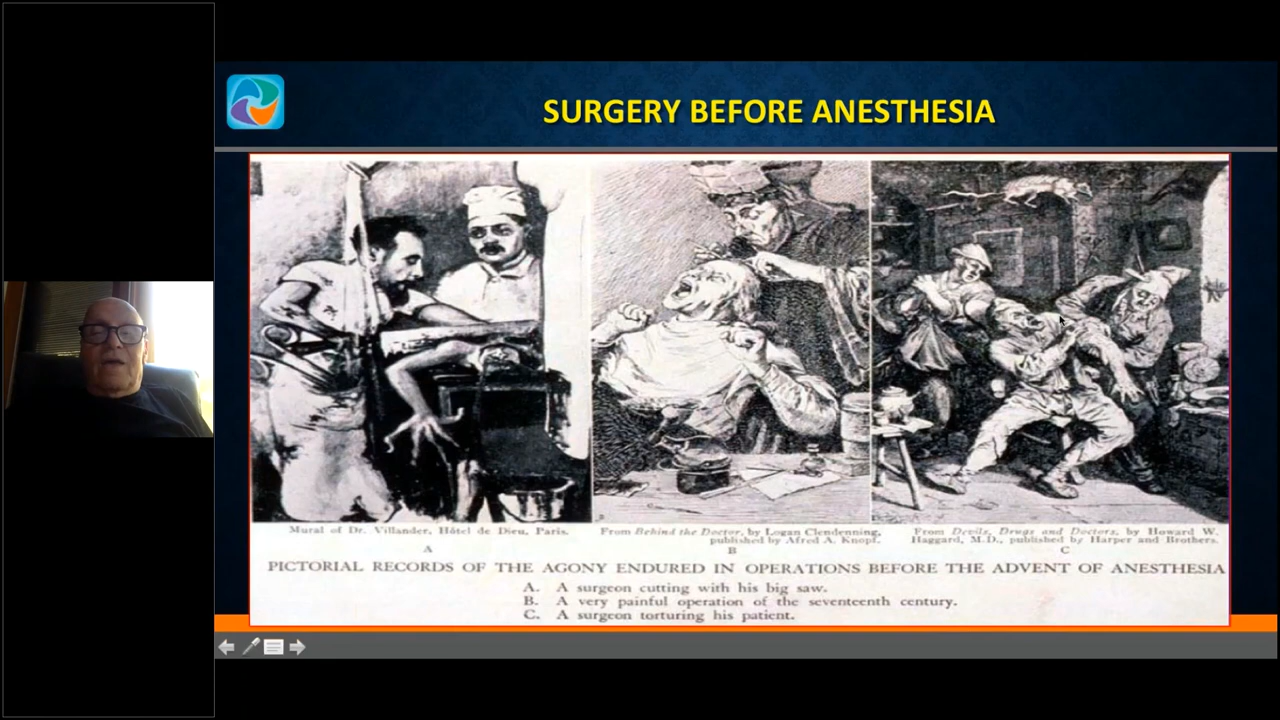 SURGERY BEFORE ANESTHESIA
Mural of Dr. Villander, Hôtel de Dieu, Paris.
A
From Behind the Doctor, by Logan Clendenning,
published by Afred A. Knopf.
B
From Devils, Drugs and Doctors, by Howard W.
Haggard, M.D., published by Harper and Brothers.
C
PICTORIAL RECORDS OF THE AGONY ENDURED IN OPERATIONS BEFORE THE ADVENT OF ANESTHESIA
A. A surgeon cutting with his big saw.
B. A very painful operation of the seventeenth century.
C. A surgeon torturing his patient.